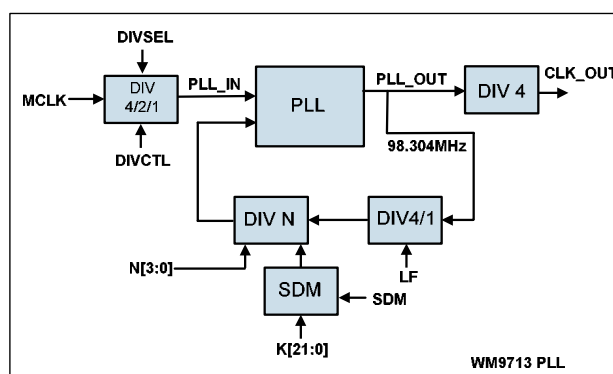 DIVSEL
MCLK
DIV
4/2/1
DIVCTL
PLL_IN
PLL
PLL_OUT
DIV 4
CLK_OUT
98.304MHz
DIV N
DIV4/1
N[3:0]
LF
SDM
SDM
K[21:0]
WM9713 PLL